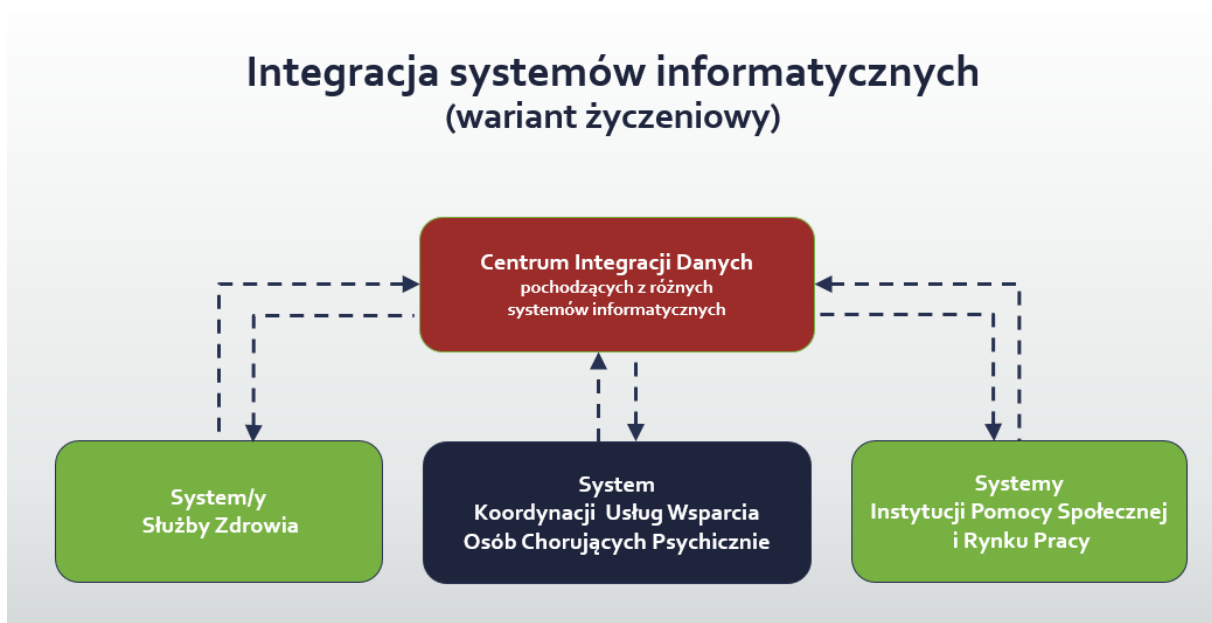 Integracja systemów informatycznych
(wariant życzeniowy)
Centrum Integracji Danych
pochodzących z różnych
systemów informatycznych
System/y
Służby Zdrowia
System
Koordynacji Usług Wsparcia
Osób Chorujących Psychicznie
Systemy
Instytucji Pomocy Społecznej
i Rynku Pracy